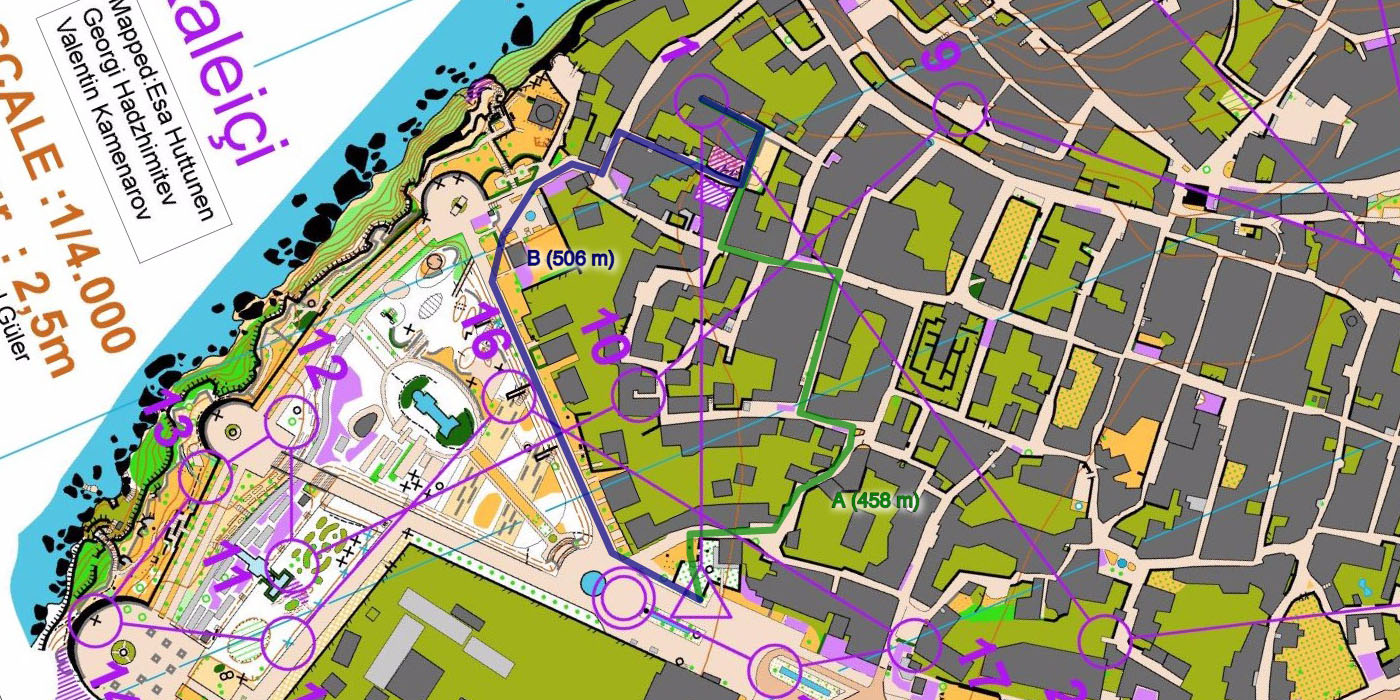 Kaleiçi
Mapped:Esa Huttunen
Georgi Hadzhimitev
Valentin Kamenarov
SCALE :1/4.000
: 2,5m
Güler
1
9
B (506 m)
16
10
12
13
A (458 m)
11
17